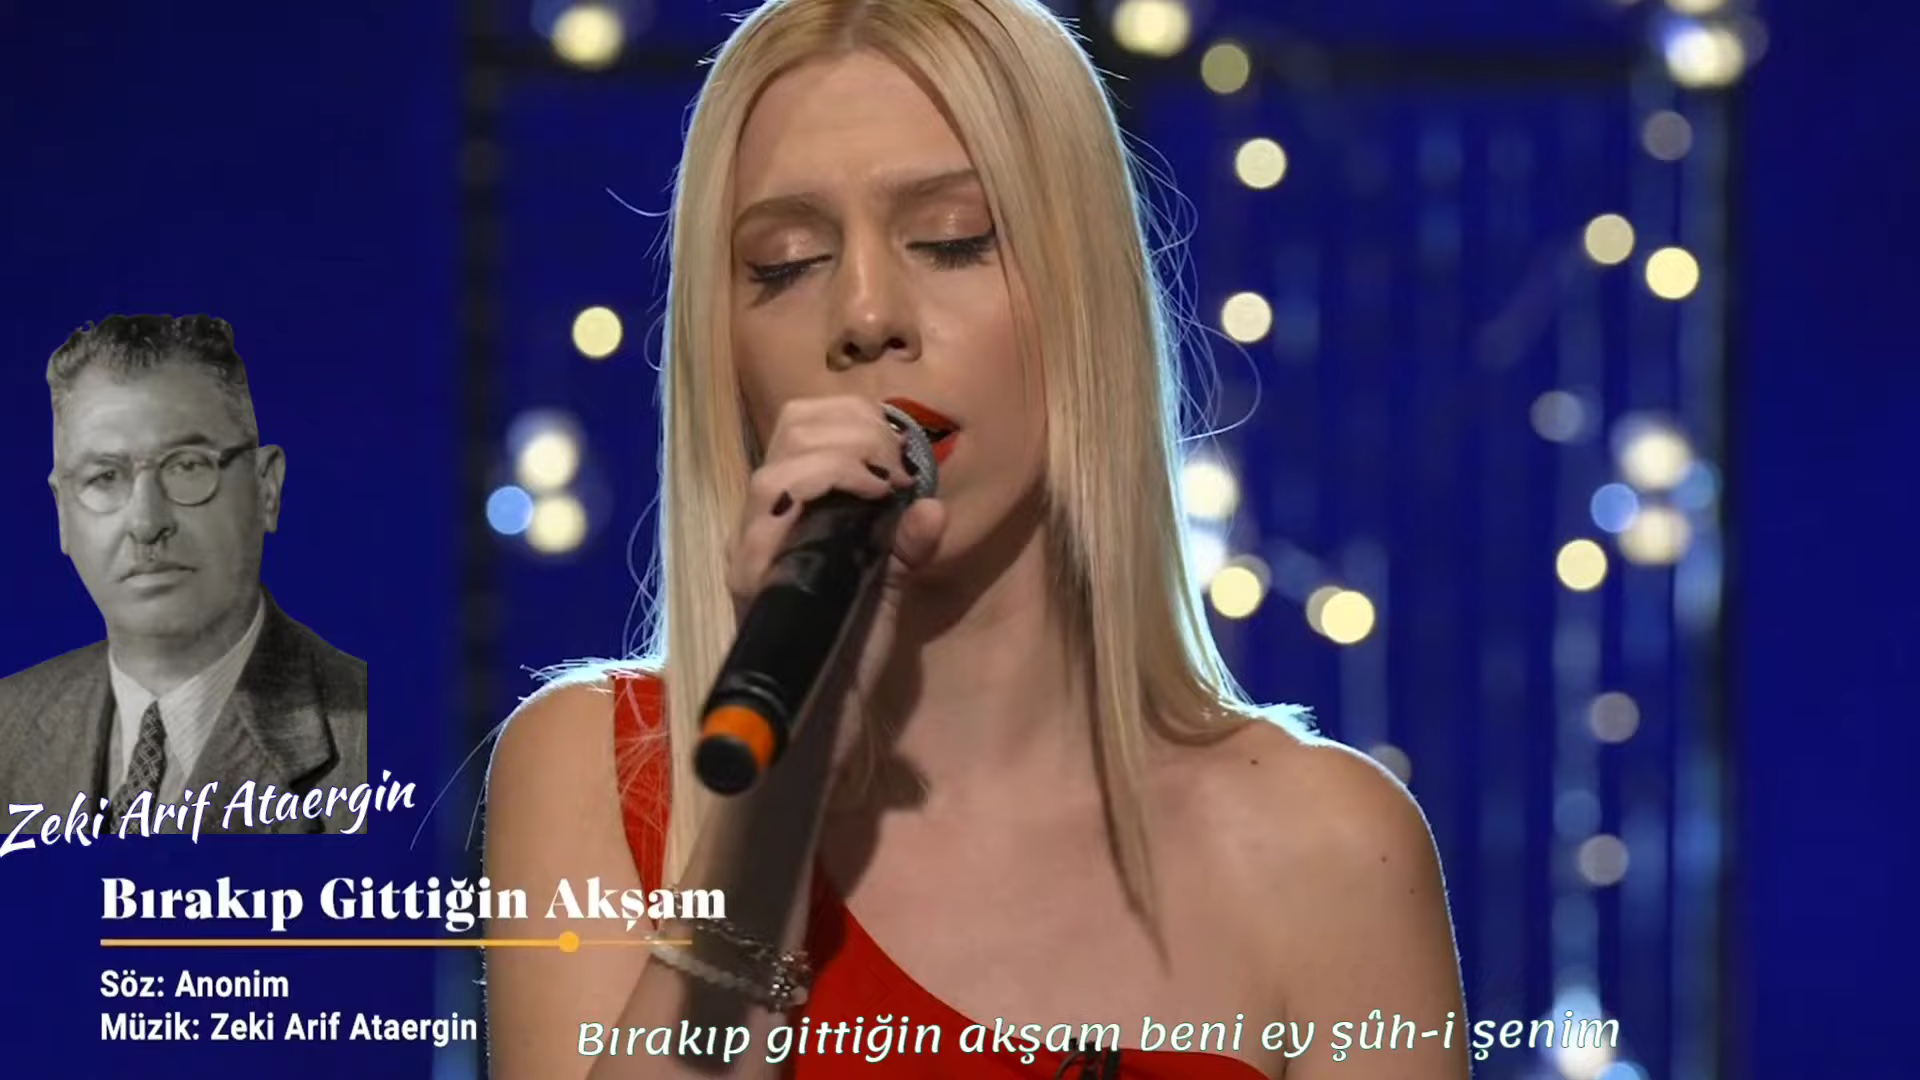 Zeki Arif Ataergin
Bırakıp Gittiğin Akşam
Söz: Anonim
Müzik: Zeki Arif Ataergin
Bırakıp gittiğin akşam beni ey şûh-i şenim